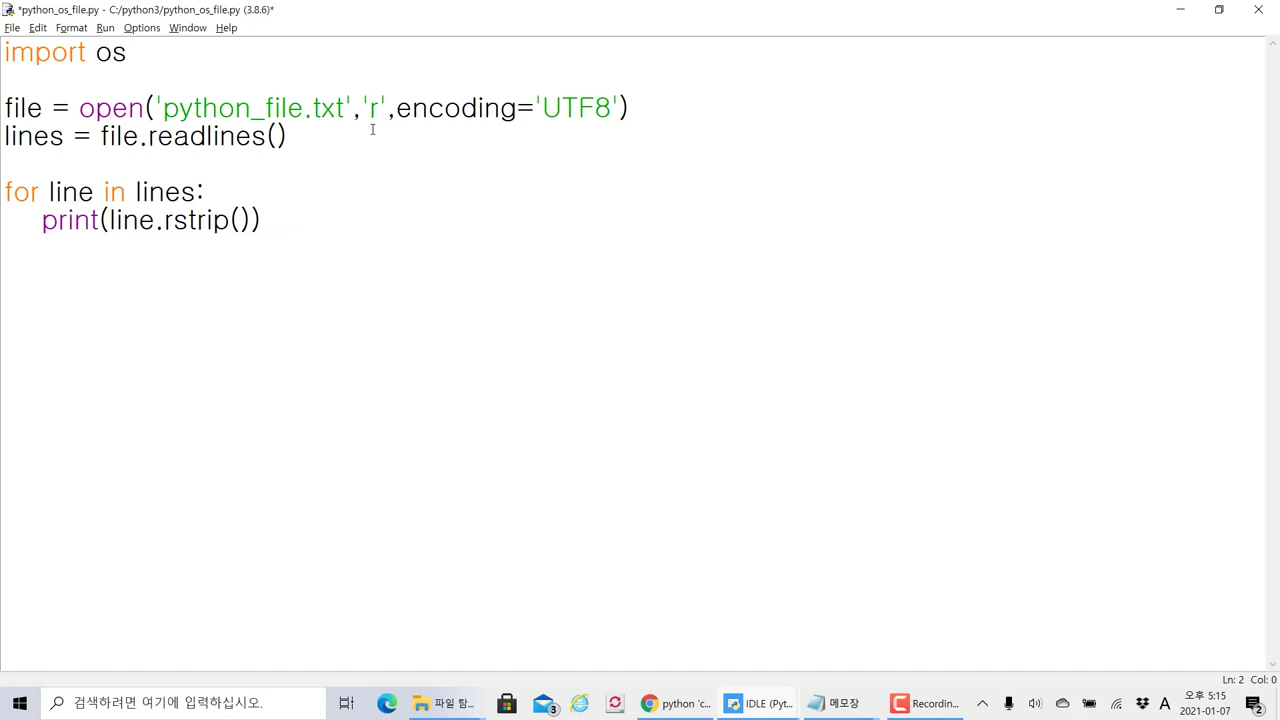 *python_os_file.py - C:/python3/python_os_file.py (3.8.6)*
File Edit Format Run Options Window Help
import os
file = open('python_file.txt','r',encoding='UTF8')
lines = file.readlines()
for line in lines:
print(line.rstrip())
Ln: 2 Col: 0
검색하려면 여기에 입력하십시오.
파일 탐...
3
python 'c...
IDLE (Pyt...
메모장
Recordin...
A
오후 5:15
2021-01-07
2